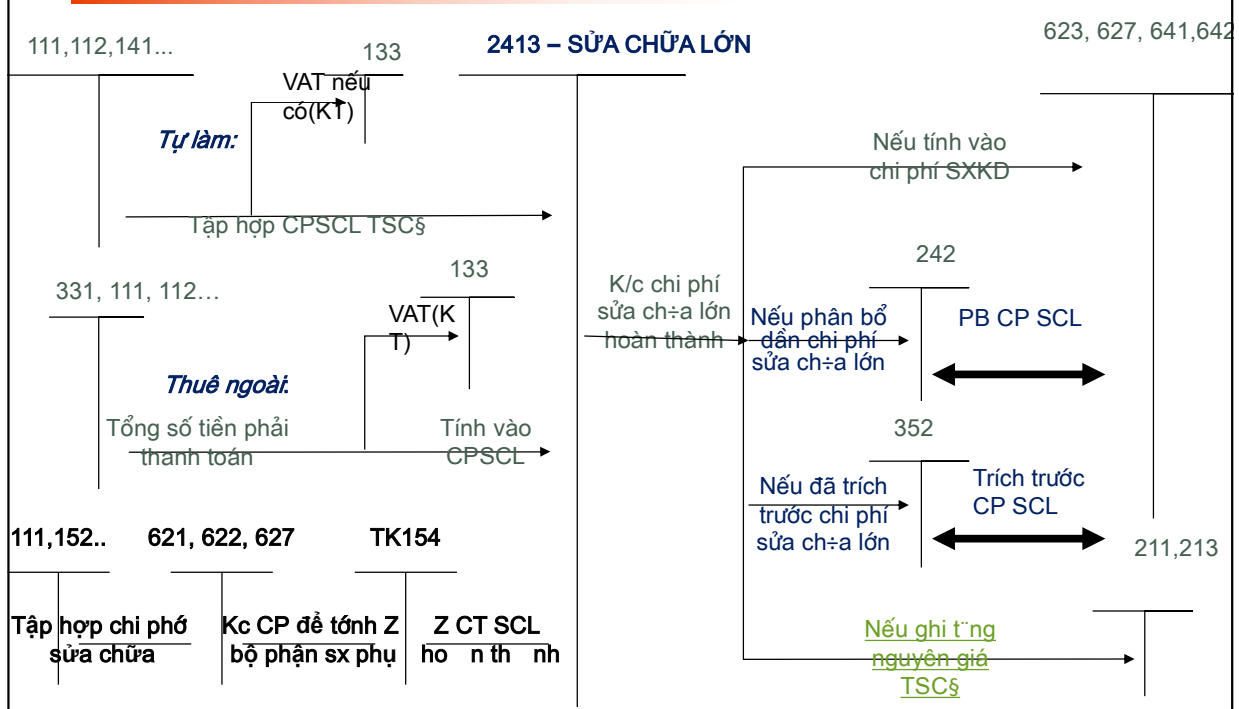 111,112,141...
133
2413 – SỬA CHỮA LỚN
623, 627, 641,642
VAT nếu
có(KT)
Tự làm:
Tập hợp CPSCL TSC§
Nếu tính vào
chi phí SXKD
331, 111, 112…
133
VAT(K
T)
Thuê ngoài:
Tổng số tiền phải
thanh toán
Tính vào
CPSCL
K/c chi phí
sửa ch÷a lớn
hoàn thành
242
Nếu phân bổ
dần chi phí
sửa ch÷a lớn
PB CP SCL
352
Nếu đã trích
trước chi phí
sửa ch÷a lớn
Trích trước
CP SCL
211,213
Nếu ghi t¨ng
nguyên giá
TSC§
111,152..
621, 622, 627
TK154
Tập hợp chi phớ
sửa chữa
Kc CP để tớnh Z
bộ phận sx phụ
Z CT SCL
ho n th nh